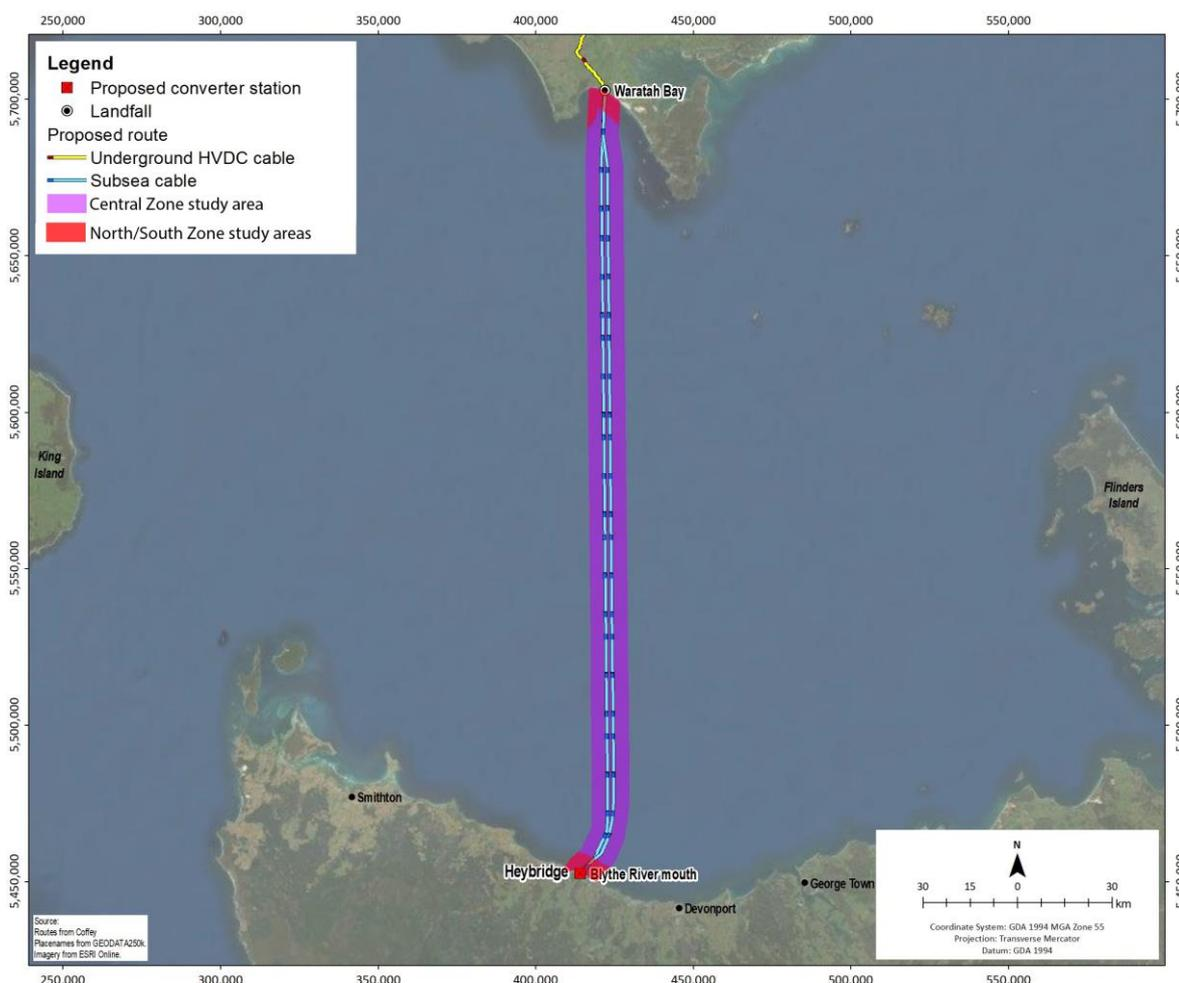 250,000
300,000
400,000
450,000
500,000
550,000
Legend
Proposed converter station
Landfall
Proposed route
Underground HVDC cable
Subsea cable
Central Zone study area
North/South Zone study areas
Waratah Bay
5,700,000
5,650,000
5,600,000
5,550,000
5,500,000
5,450,000
King
Island
Flinders
Island
Smithton
Heybridge
Blythe River mouth
George Town
Devonport
N
30 15 0 30
km
Coordinate System: GDA 1994 MGA Zone 55
Projection: Transverse Mercator
Datum: GDA 1994
Source:
Routes from Coffey
Placenames from GEODATA250k.
Imagery from ESRI Online.
250,000
300,000
350,000
400,000
450,000
500,000
550,000